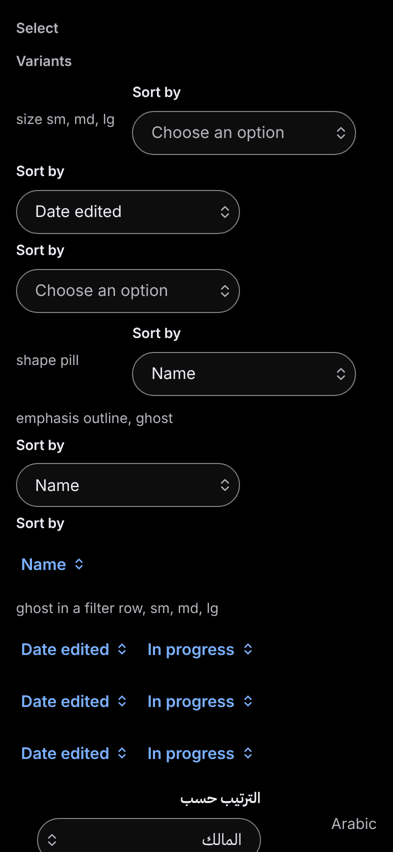 Select
Variants
Sort by
size sm, md, lg
Choose an option
Sort by
Date edited
Sort by
Choose an option
Sort by
shape pill
Name
emphasis outline, ghost
Sort by
Name
Sort by
Name
ghost in a filter row, sm, md, lg
Date edited In progress
Date edited In progress
Date edited In progress
الترتيب حسب
Arabic
المالك